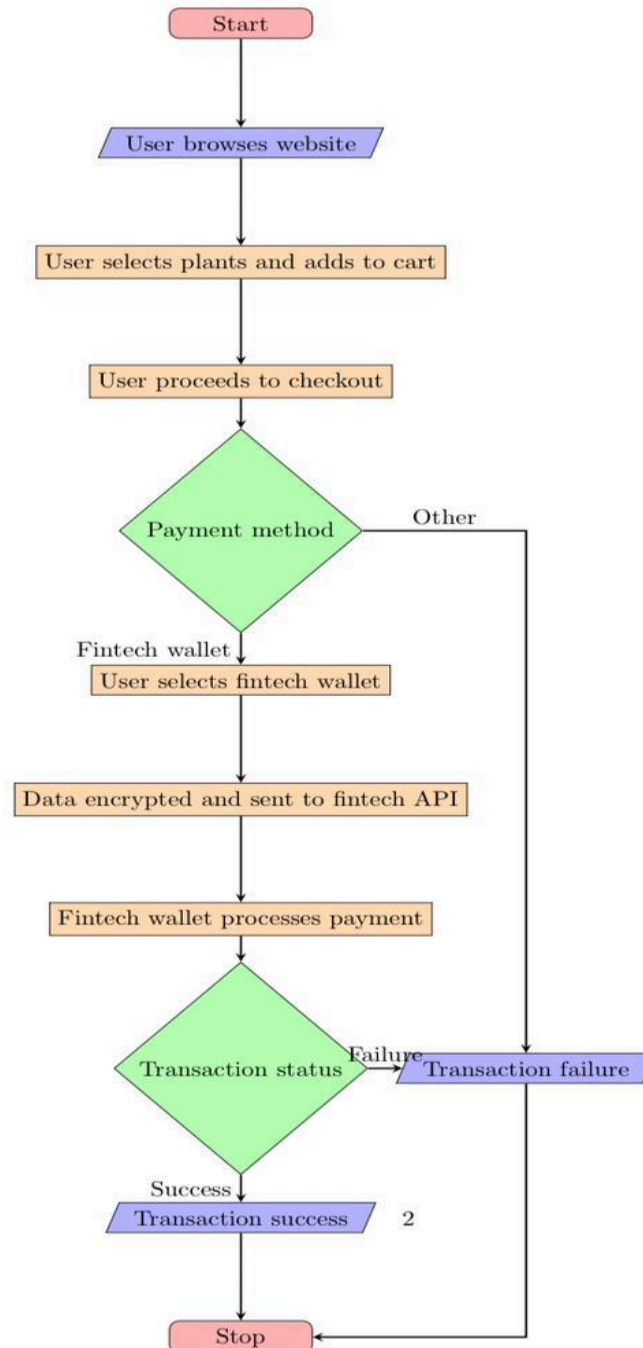 Start
User browses website
User selects plants and adds to cart
User proceeds to checkout
Payment method
Other
Fintech wallet
User selects fintech wallet
Data encrypted and sent to fintech API
Fintech wallet processes payment
Transaction status
Failure
Transaction failure
Success
Transaction success
2
Stop